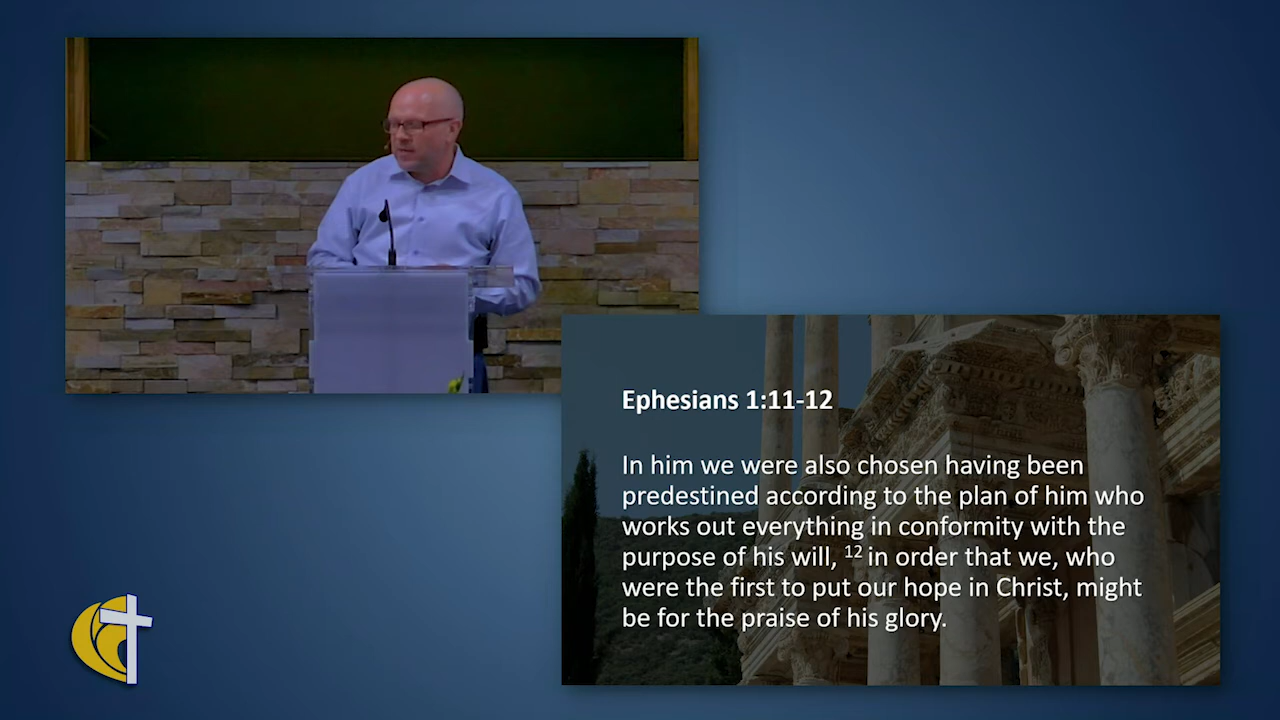 Ephesians 1:11-12
In him we were also chosen having been
predestined according to the plan of him who
works out everything in conformity with the
purpose of his will, 12 in order that we, who
were the first to put our hope in Christ, might
be for the praise of his glory.